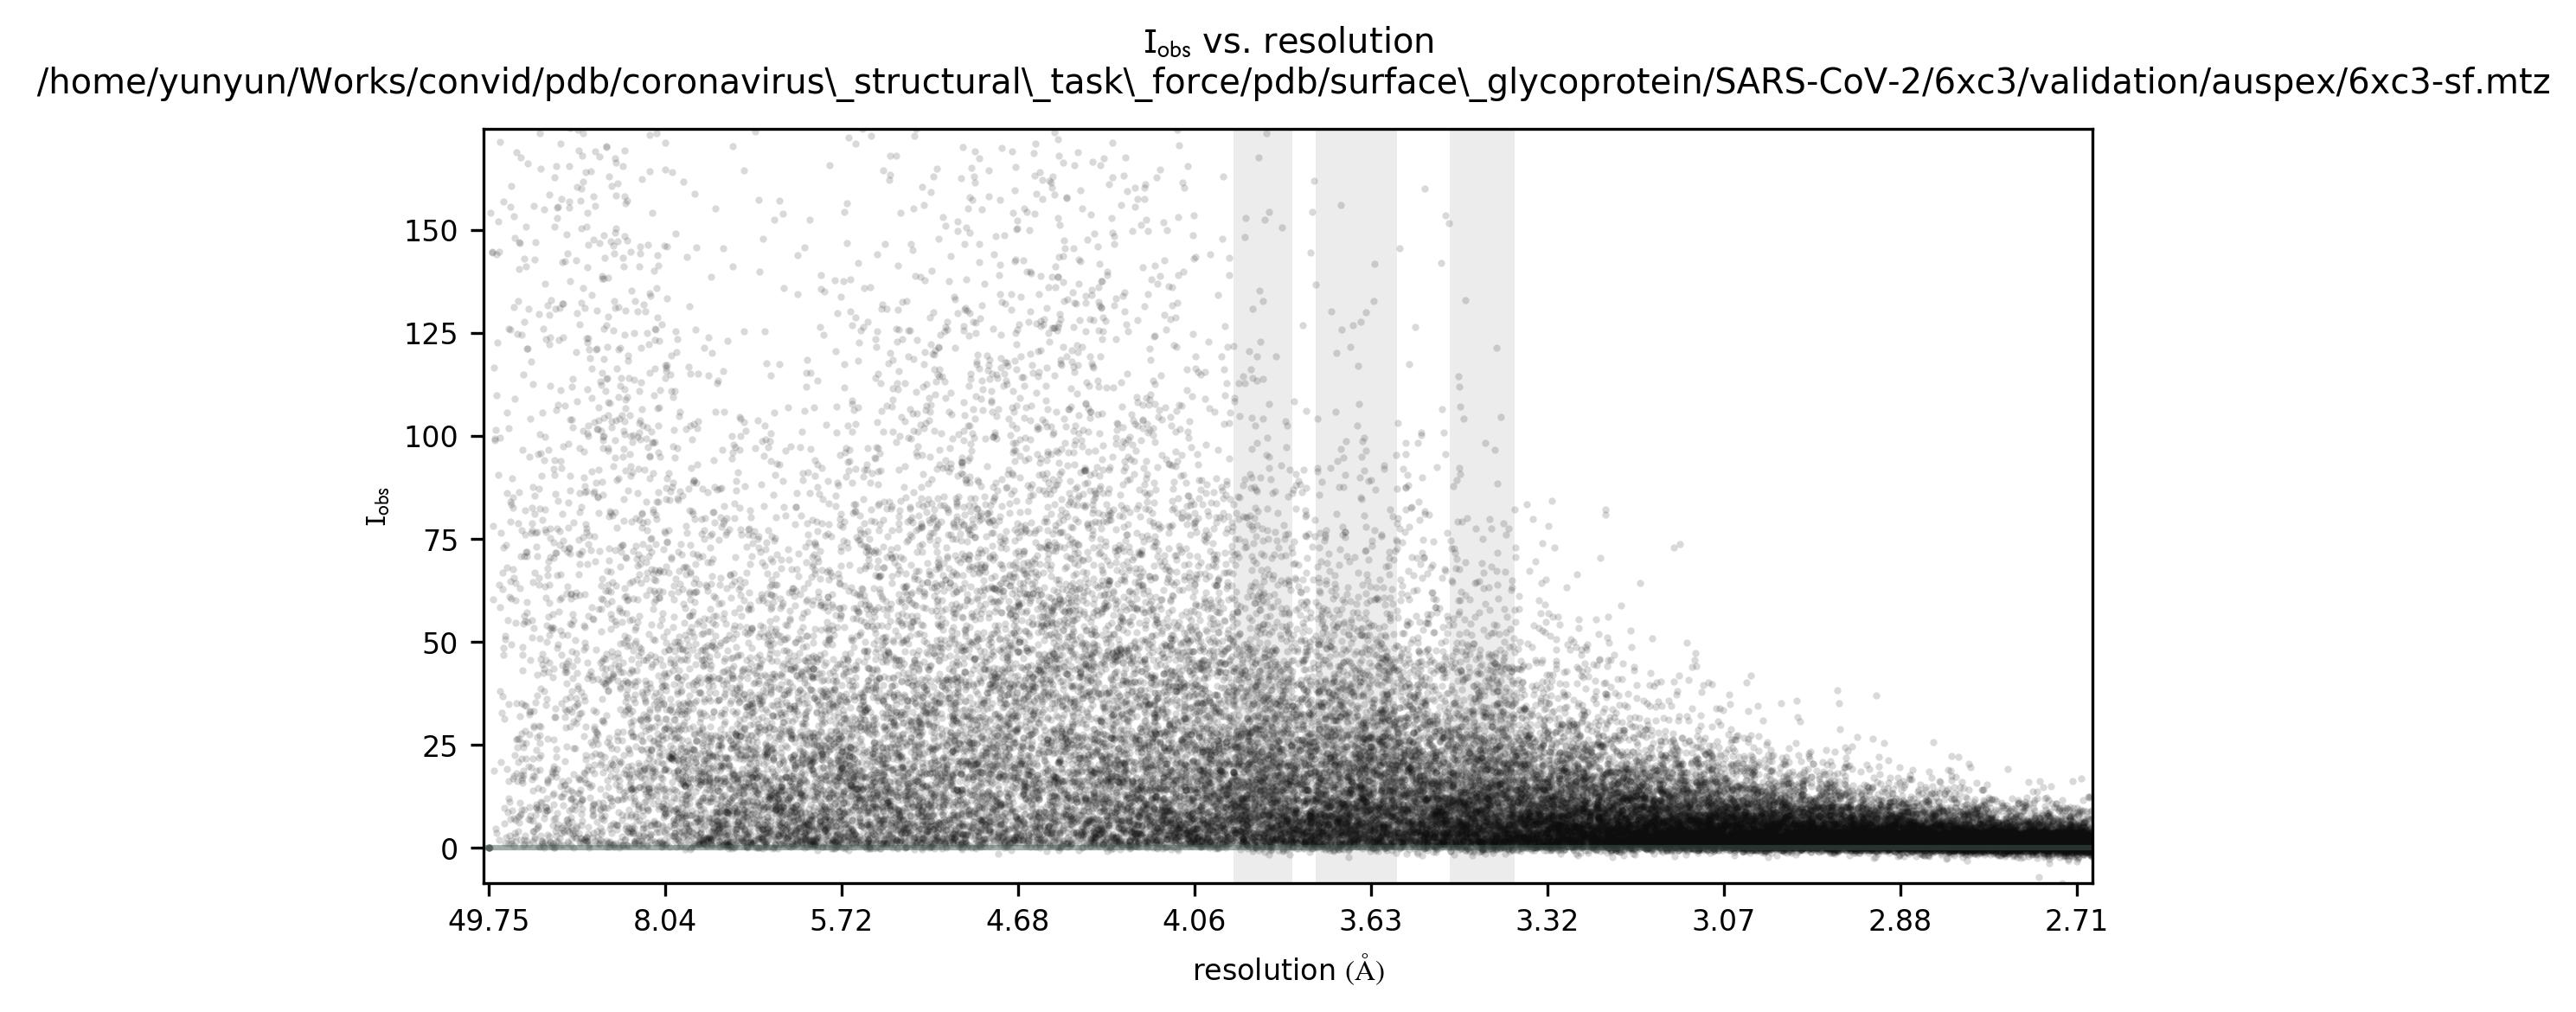 I_obs vs. resolution
/home/yunyun/Works/convid/pdb/coronavirus\_structural\_task\_force/pdb/surface\_glycoprotein/SARS-CoV-2/6xc3/validation/auspex/6xc3-sf.mtz
150
125
100
75
50
25
0
I_obs
49.75 8.04 5.72 4.68 4.06 3.63 3.32 3.07 2.88 2.71
resolution (Å)